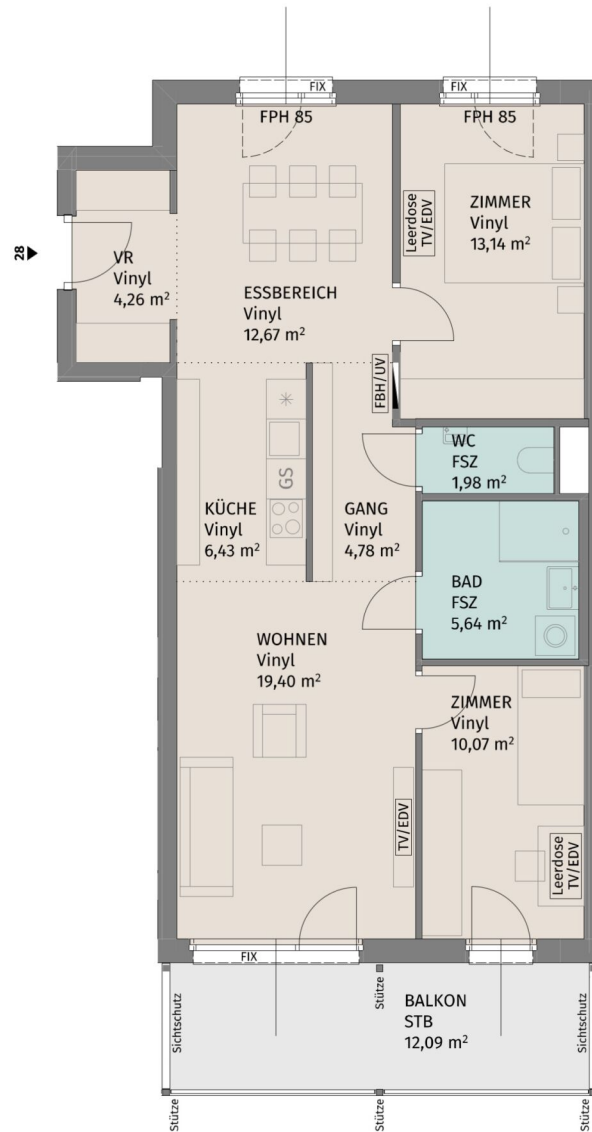 FIX
FIX
FPH 85
FPH 85
Leerdose
TV/EDV
ZIMMER
Vinyl
13,14 m²
28
VR
Vinyl
4,26 m²
ESSBEREICH
Vinyl
12,67 m²
FBH/UV
WC
FSZ
1,98 m²
GS
KÜCHE
Vinyl
6,43 m²
GANG
Vinyl
4,78 m²
BAD
FSZ
5,64 m²
WOHNEN
Vinyl
19,40 m²
ZIMMER
Vinyl
10,07 m²
TV/EDV
Leerdose
TV/EDV
FIX
Sichtschutz
Stütze
BALKON
STB
12,09 m²
Sichtschutz
Stütze
Stütze
Stütze